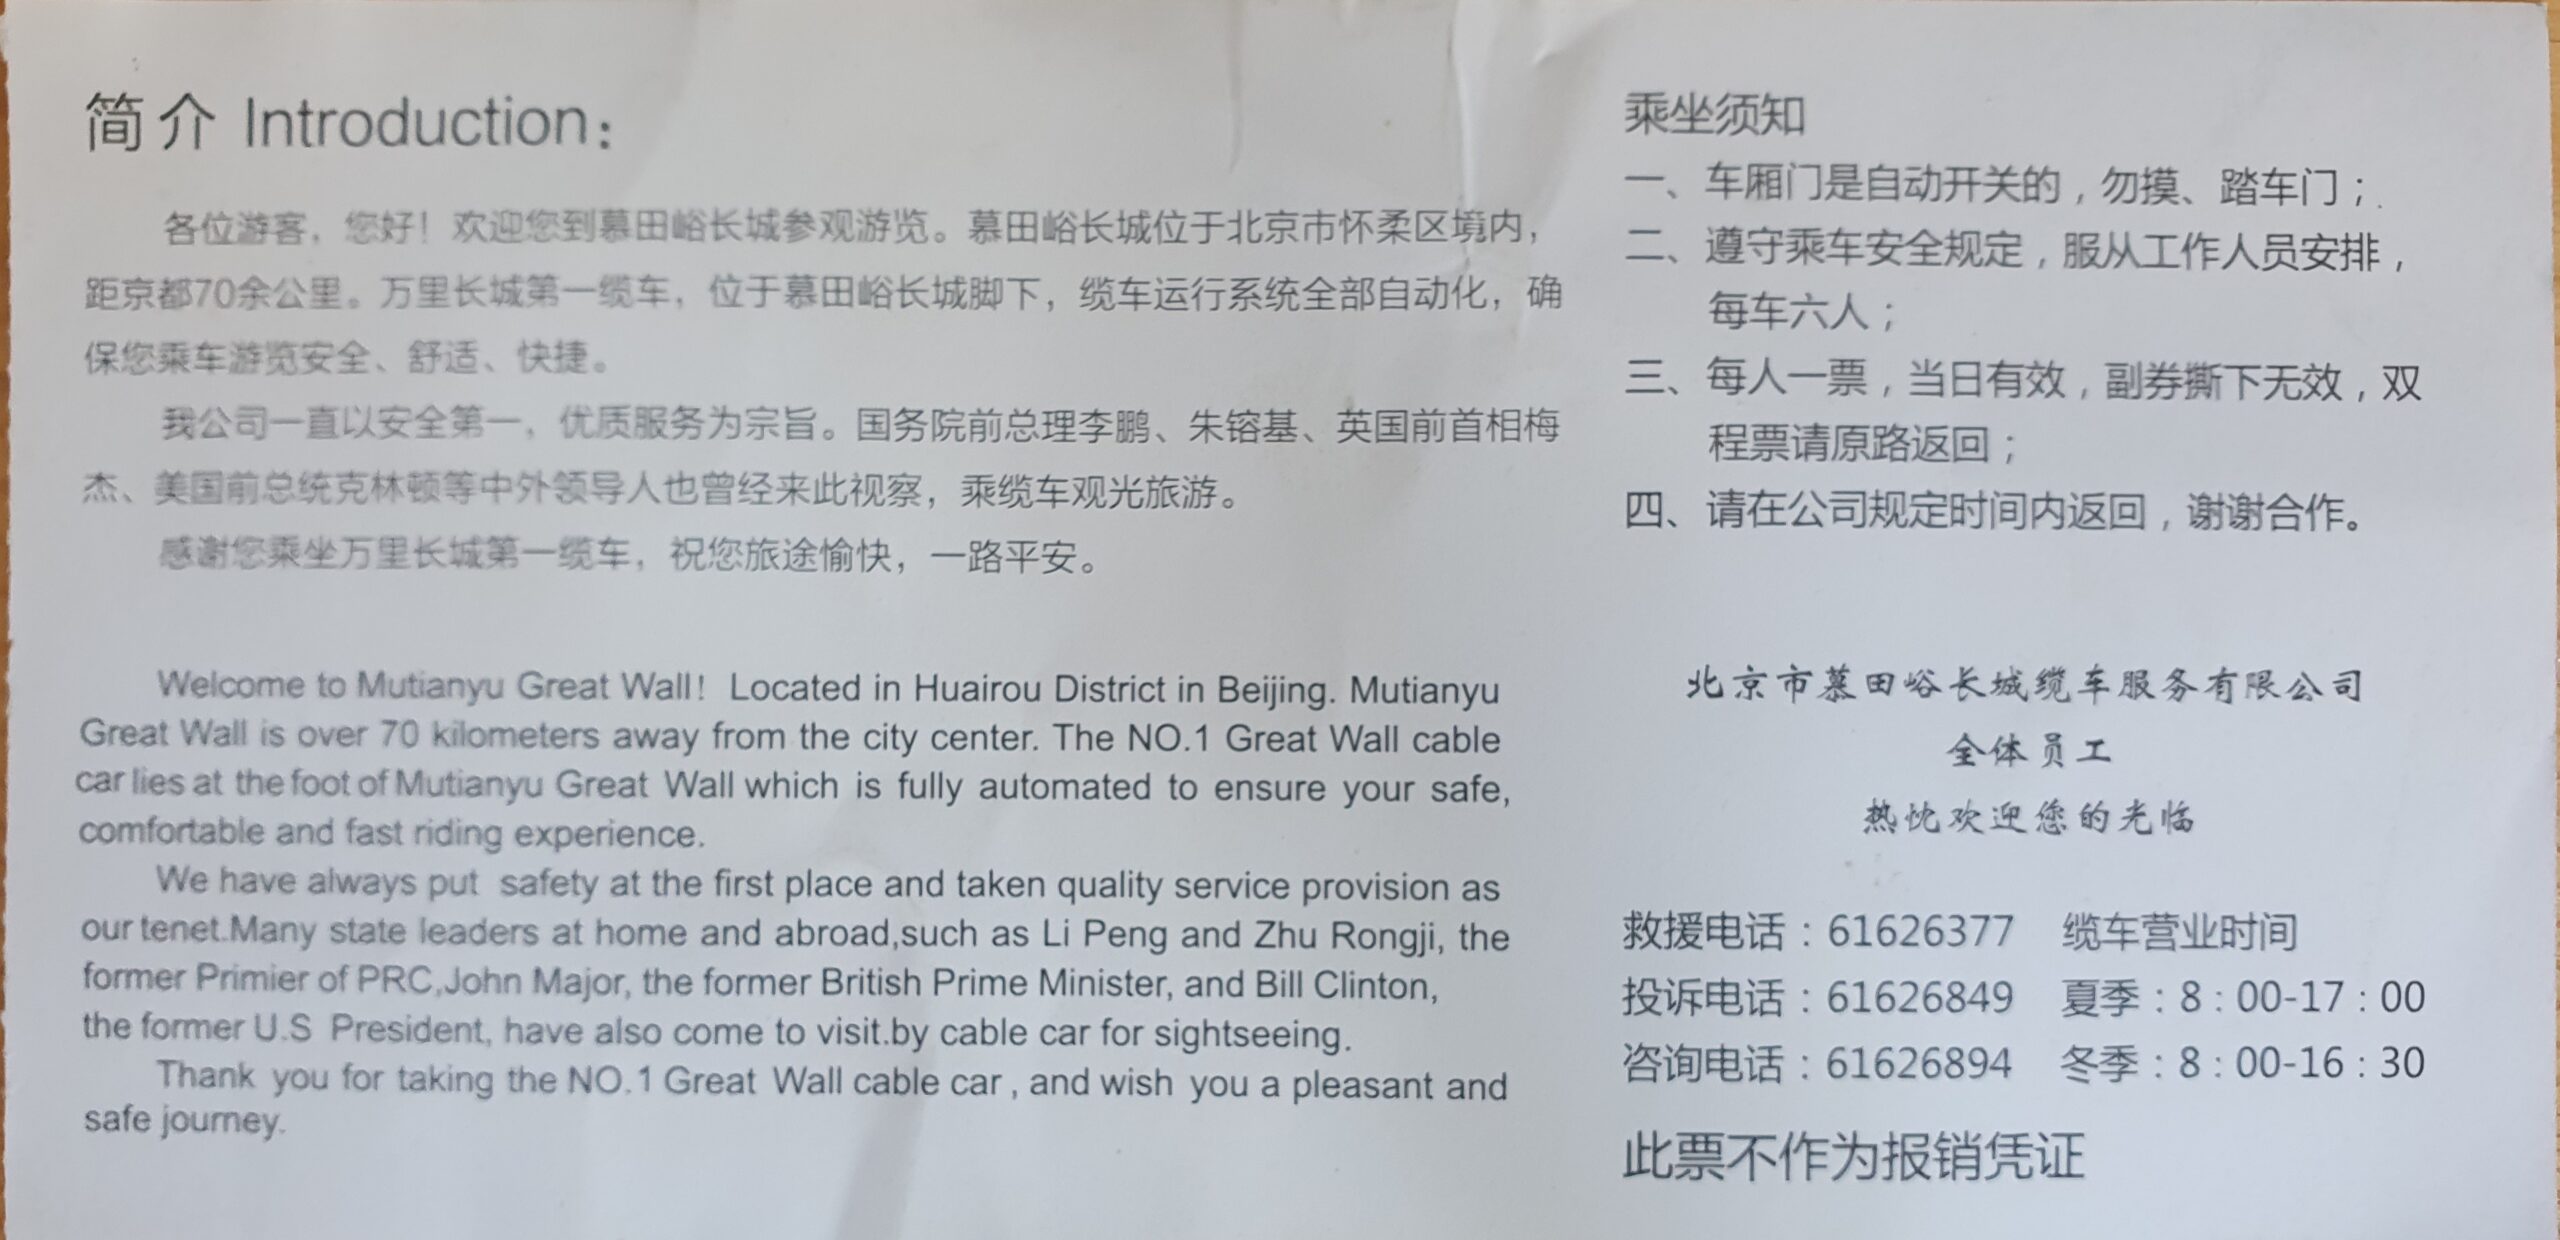 简介 Introduction:
各位游客，您好！欢迎您到慕田峪长城参观游览。慕田峪长城位于北京市怀柔区境内，
距京都70余公里。万里长城第一缆车，位于慕田峪长城脚下，缆车运行系统全部自动化，确
保您乘车游览安全、舒适、快捷。
我公司一直以安全第一，优质服务为宗旨。国务院前总理李鹏、朱镕基、英国前首相梅
杰、美国前总统克林顿等中外领导人也曾经来此视察，乘缆车观光旅游。
感谢您乘坐万里长城第一缆车，祝您旅途愉快，一路平安。
Welcome to Mutianyu Great Wall！Located in Huairou District in Beijing. Mutianyu
Great Wall is over 70 kilometers away from the city center. The NO.1 Great Wall cable
car lies at the foot of Mutianyu Great Wall which is fully automated to ensure your safe,
comfortable and fast riding experience.
We have always put safety at the first place and taken quality service provision as
our tenet.Many state leaders at home and abroad,such as Li Peng and Zhu Rongji, the
former Primier of PRC,John Major, the former British Prime Minister, and Bill Clinton,
the former U.S President, have also come to visit.by cable car for sightseeing.
Thank you for taking the NO.1 Great Wall cable car , and wish you a pleasant and
safe journey.
乘坐须知
一、车厢门是自动开关的，勿摸、踏车门；
二、遵守乘车安全规定，服从工作人员安排，
每车六人；
三、每人一票，当日有效，副券撕下无效，双
程票请原路返回；
四、请在公司规定时间内返回，谢谢合作。
北京市慕田峪长城缆车服务有限公司
全体员工
热忱欢迎您的光临
救援电话：61626377 缆车营业时间
投诉电话：61626849 夏季：8：00-17：00
咨询电话：61626894 冬季：8：00-16：30
此票不作为报销凭证